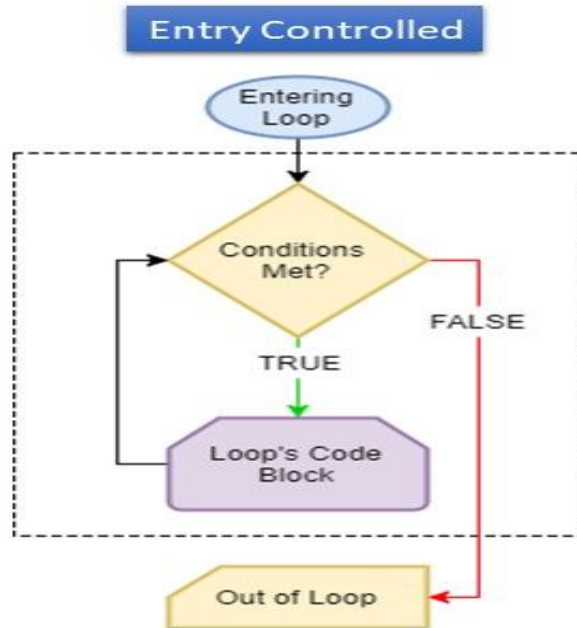 Entry Controlled
Entering
Loop
Conditions
Met?
FALSE
TRUE
Loop's Code
Block
Out of Loop